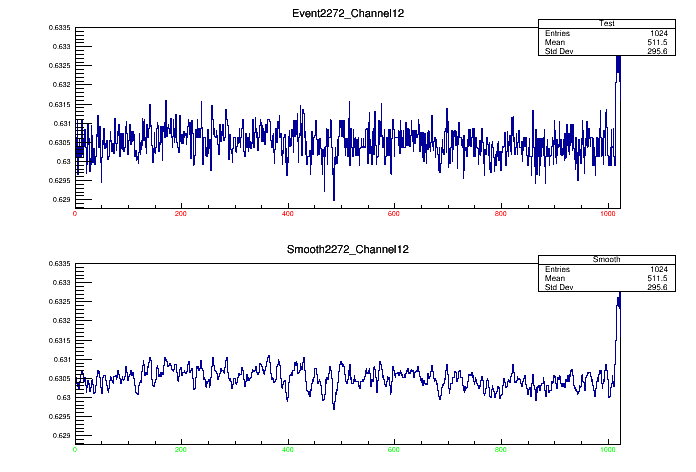 Event2272_Channel12
Test
Entries 1024
Mean 511.5
Std Dev 295.6
0.6335
0.633
0.6325
0.632
0.6315
0.631
0.6305
0.63
0.6295
0.629
0 200 400 600 800 1000
Smooth2272_Channel12
Smooth
Entries 1024
Mean 511.5
Std Dev 295.6
0.6335
0.633
0.6325
0.632
0.6315
0.631
0.6305
0.63
0.6295
0.629
0 200 400 600 800 1000